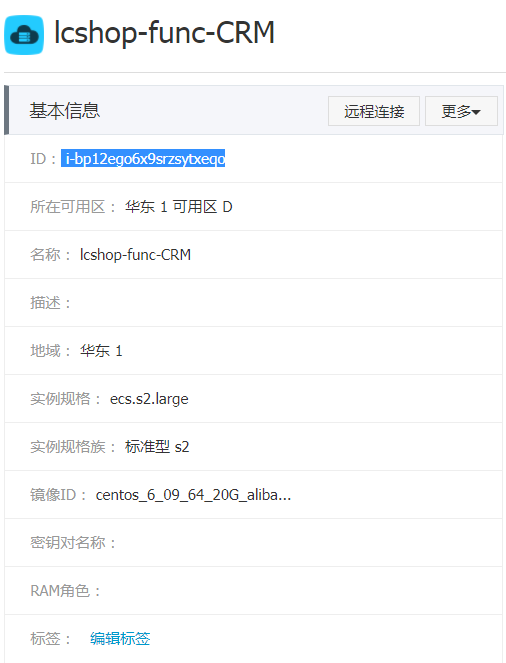 lcshop-func-CRM
基本信息 远程连接 更多
ID： i-bp12ego6x9srzsytxeqo
所在可用区： 华东 1 可用区 D
名称： lcshop-func-CRM
描述：
地域： 华东 1
实例规格： ecs.s2.large
实例规格族： 标准型 s2
镜像ID： centos_6_09_64_20G_aliba...
密钥对名称：
RAM角色：
标签： 编辑标签